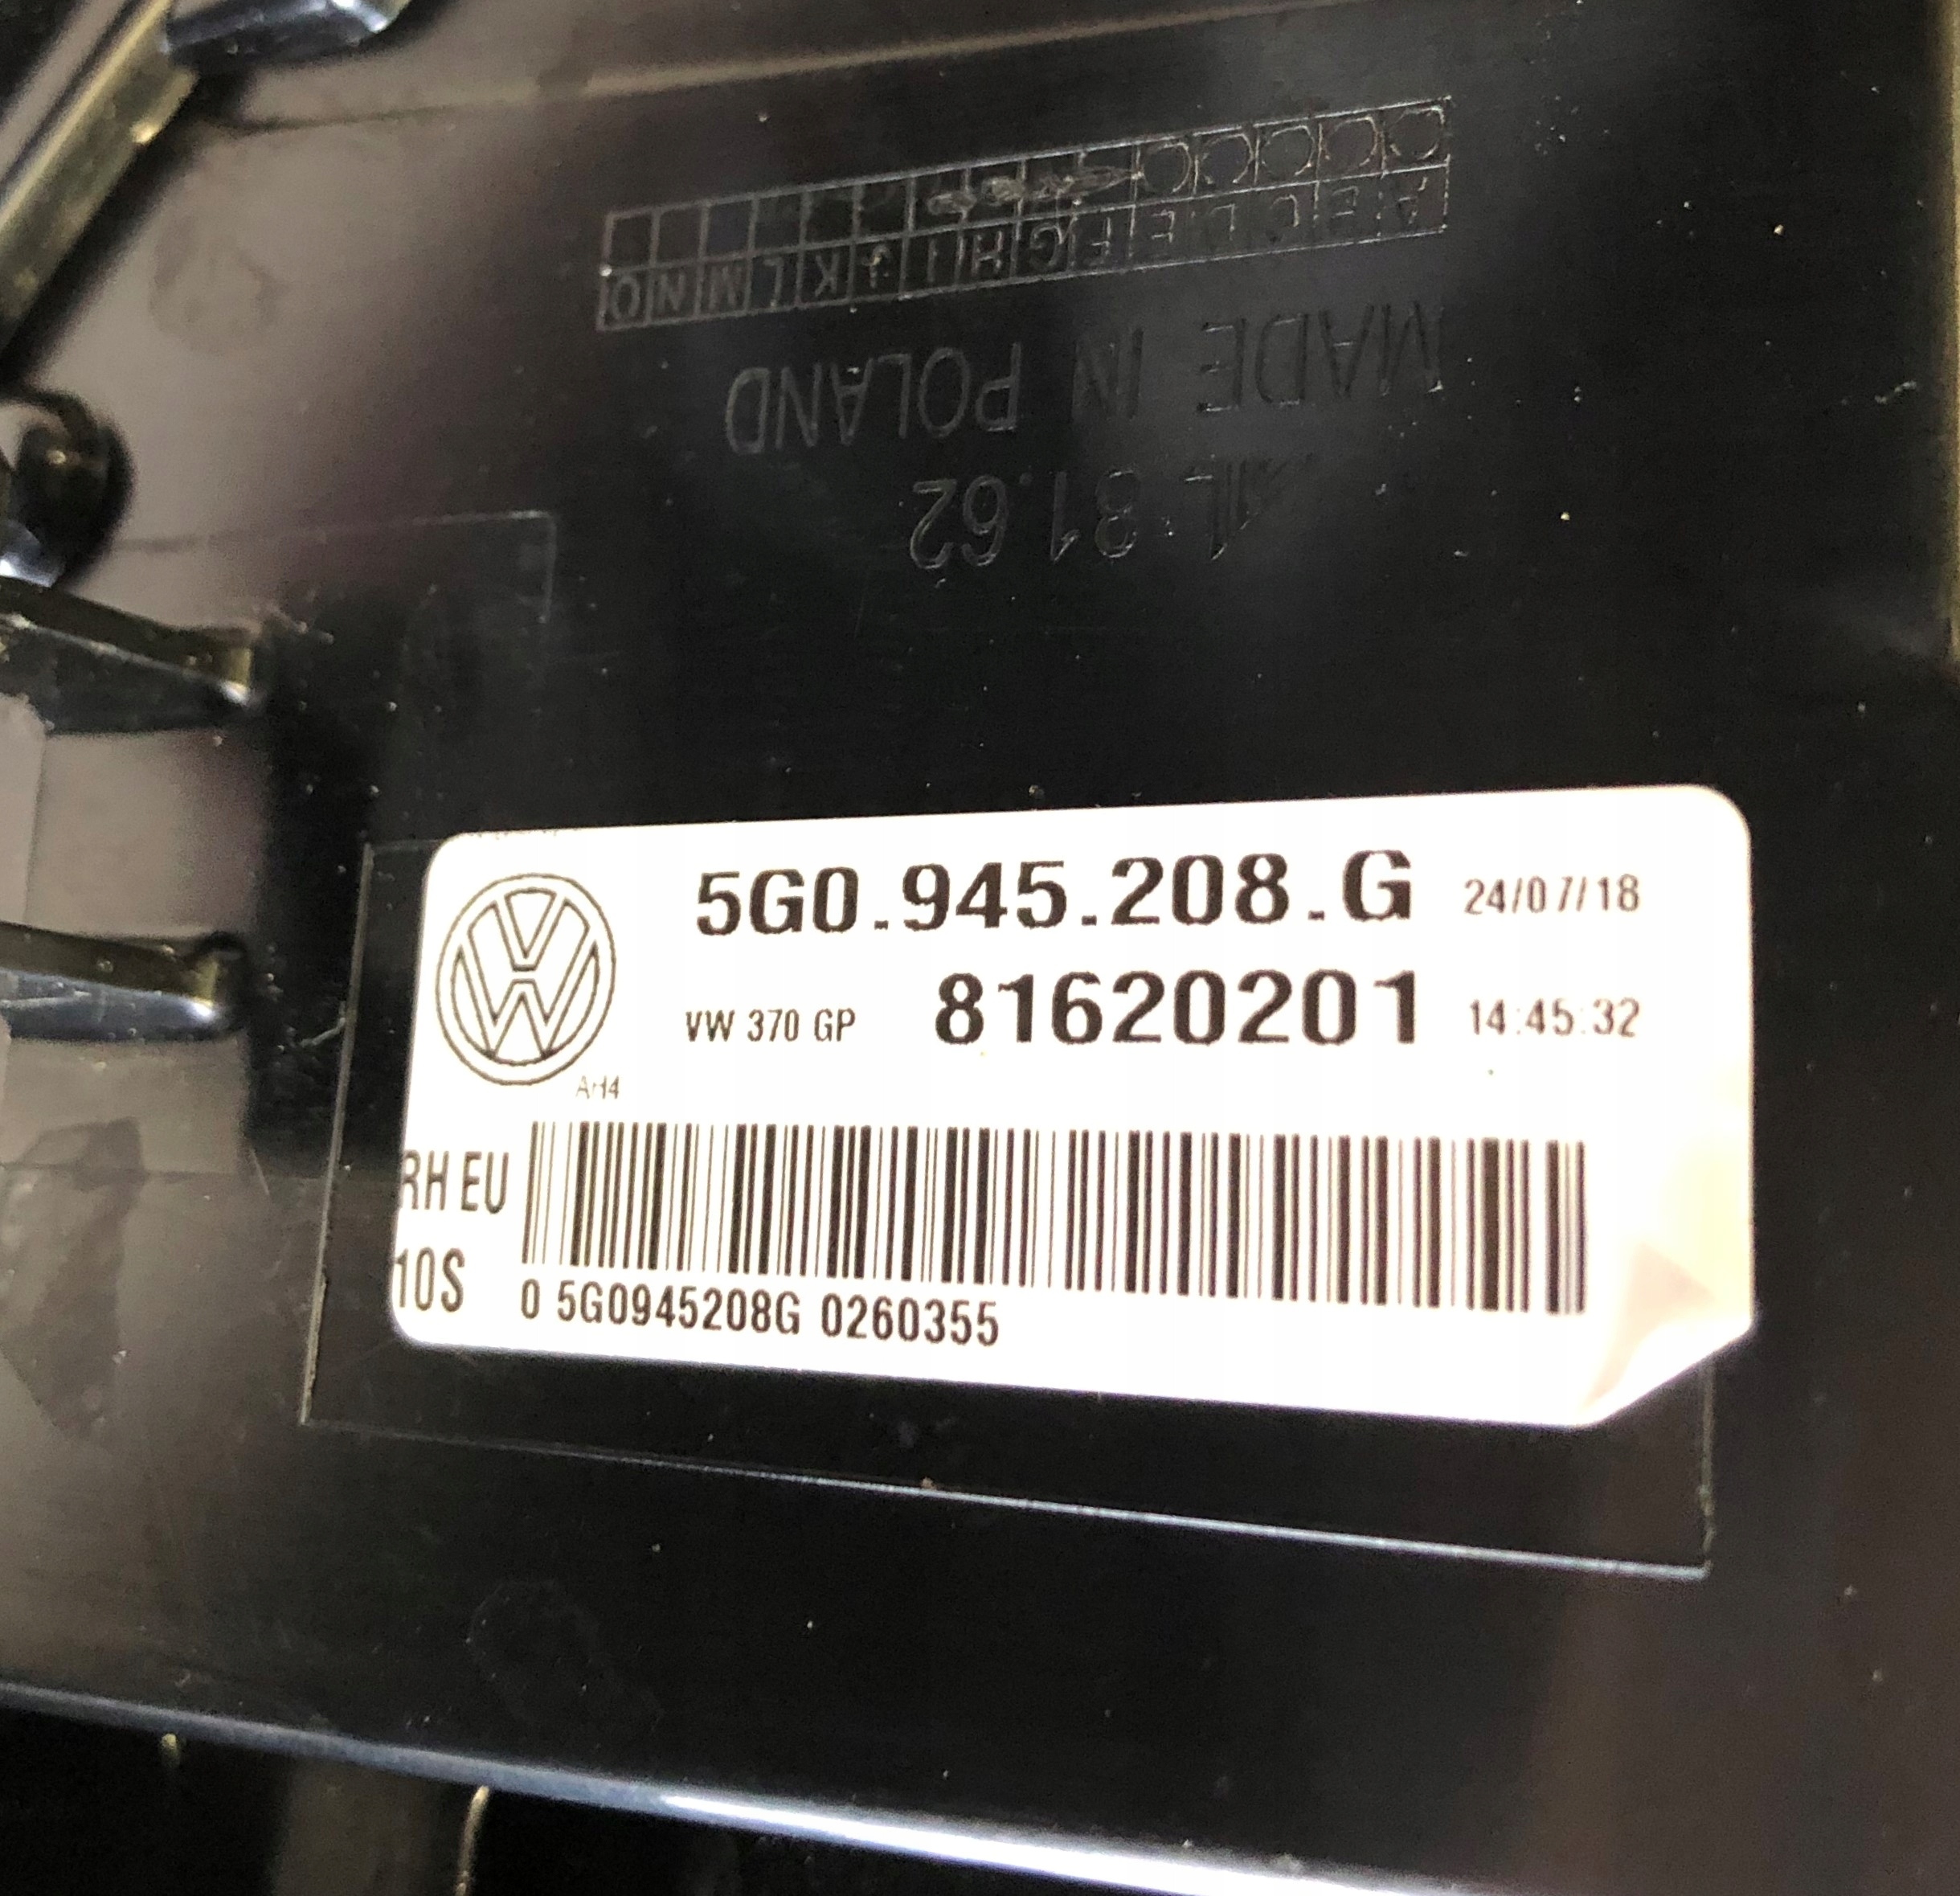 MADE IN POLAND
81.62
5G0.945.208.G 24/07/18
VW 370 GP 81620201 14:45:32
RH EU
10S
0 5G0945208G 0260355